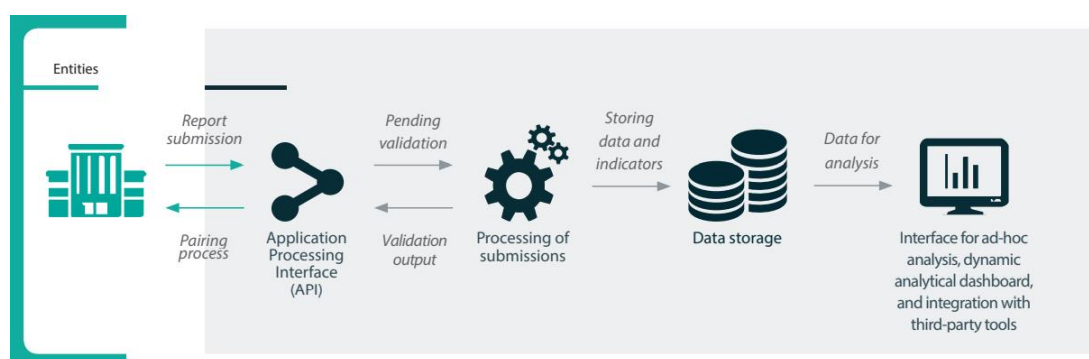 Entities
Report
submission
Pending
validation
Storing
data and
indicators
Data for
analysis
Pairing
process
Application
Processing
Interface
(API)
Validation
output
Processing of
submissions
Data storage
Interface for ad-hoc
analysis, dynamic
analytical dashboard,
and integration with
third-party tools